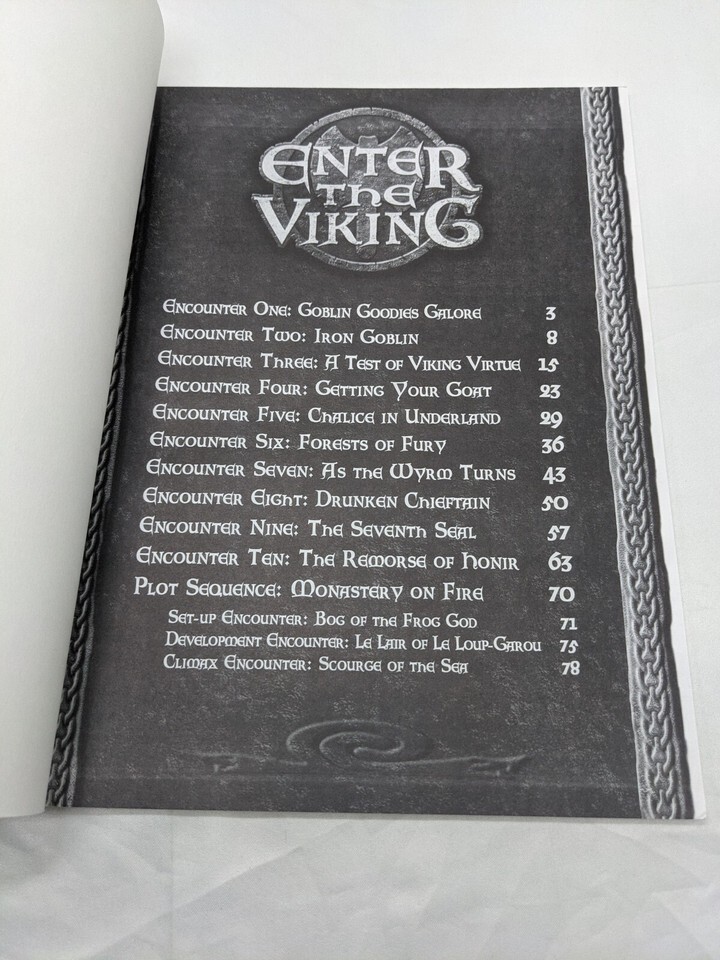 Enter
the
Viking
Encounter One: Goblin Goodies Galore 3
Encounter Two: Iron Goblin 8
Encounter Three: A Test of Viking Virtue 15
Encounter Four: Getting Your Goat 23
Encounter Five: Chalice in Underland 29
Encounter Six: Forests of Fury 36
Encounter Seven: As the Wyrm Turns 43
Encounter Eight: Drunken Chieftain 50
Encounter Nine: The Seventh Seal 57
Encounter Ten: The Remorse of Honir 63
Plot Sequence: Monastery on Fire 70
Set-up Encounter: Bog of the Frog God 71
Development Encounter: Le Lair of Le Loup-Garou 75
Climax Encounter: Scourge of the Sea 78